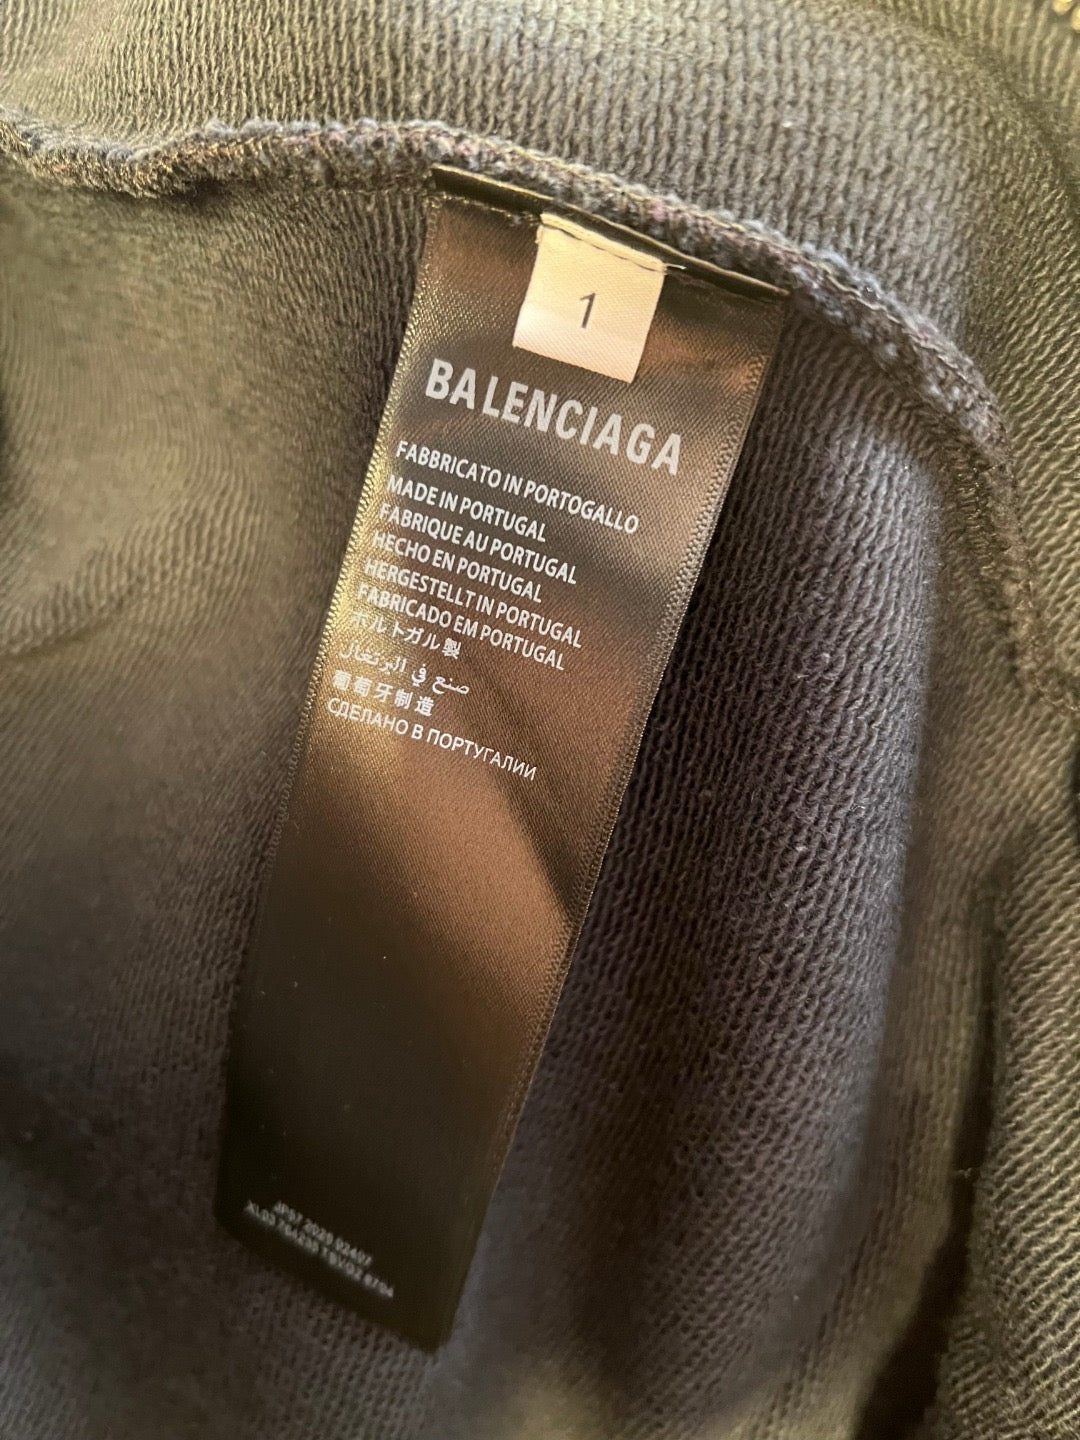 1
BALENCIAGA
FABBRICATO IN PORTOGALLO
MADE IN PORTUGAL
FABRIQUE AU PORTUGAL
HECHO EN PORTUGAL
HERGESTELLT IN PORTUGAL
FABRICADO EM PORTUGAL
ポルトガル製
صنع في البرتغال
葡萄牙制造
СДЕЛАНО В ПОРТУГАЛИИ